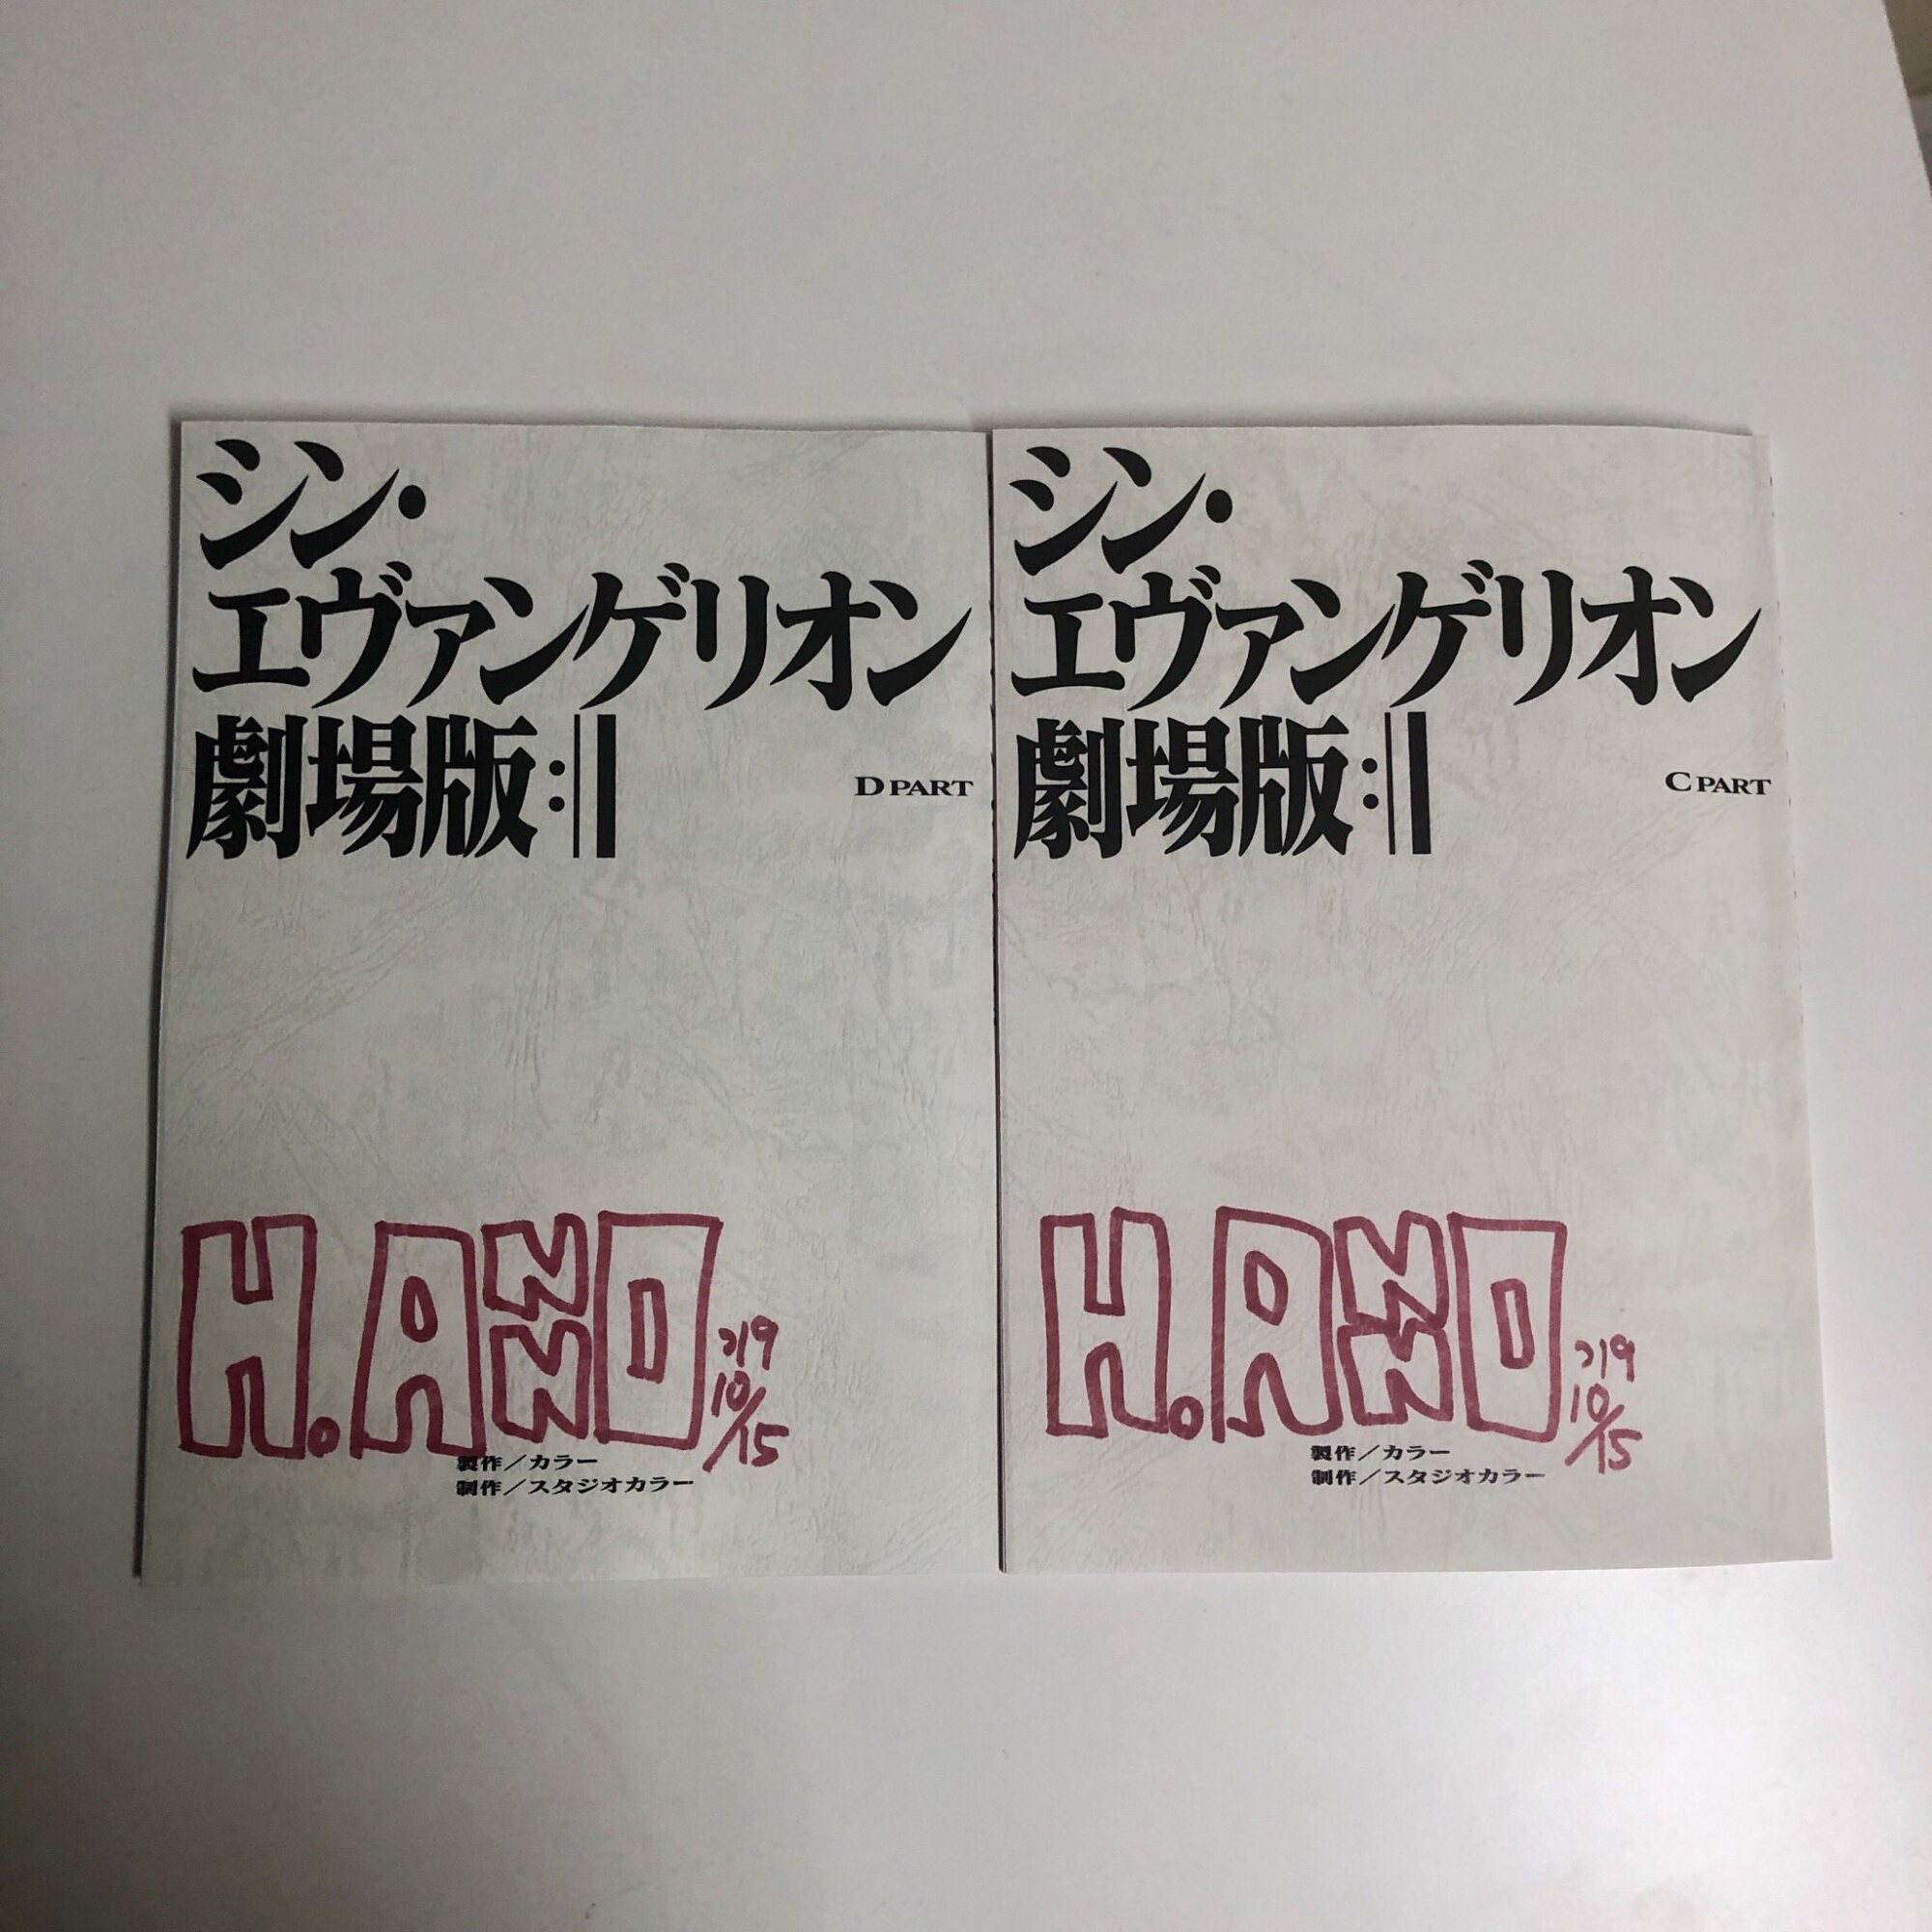 シン・
エヴァンゲリオン
劇場版:||
D PART
H.ANNO
'19
10/15
製作／カラー
制作／スタジオカラー
シン・
エヴァンゲリオン
劇場版:||
C PART
H.ANNO
'19
10/15
製作／カラー
制作／スタジオカラー